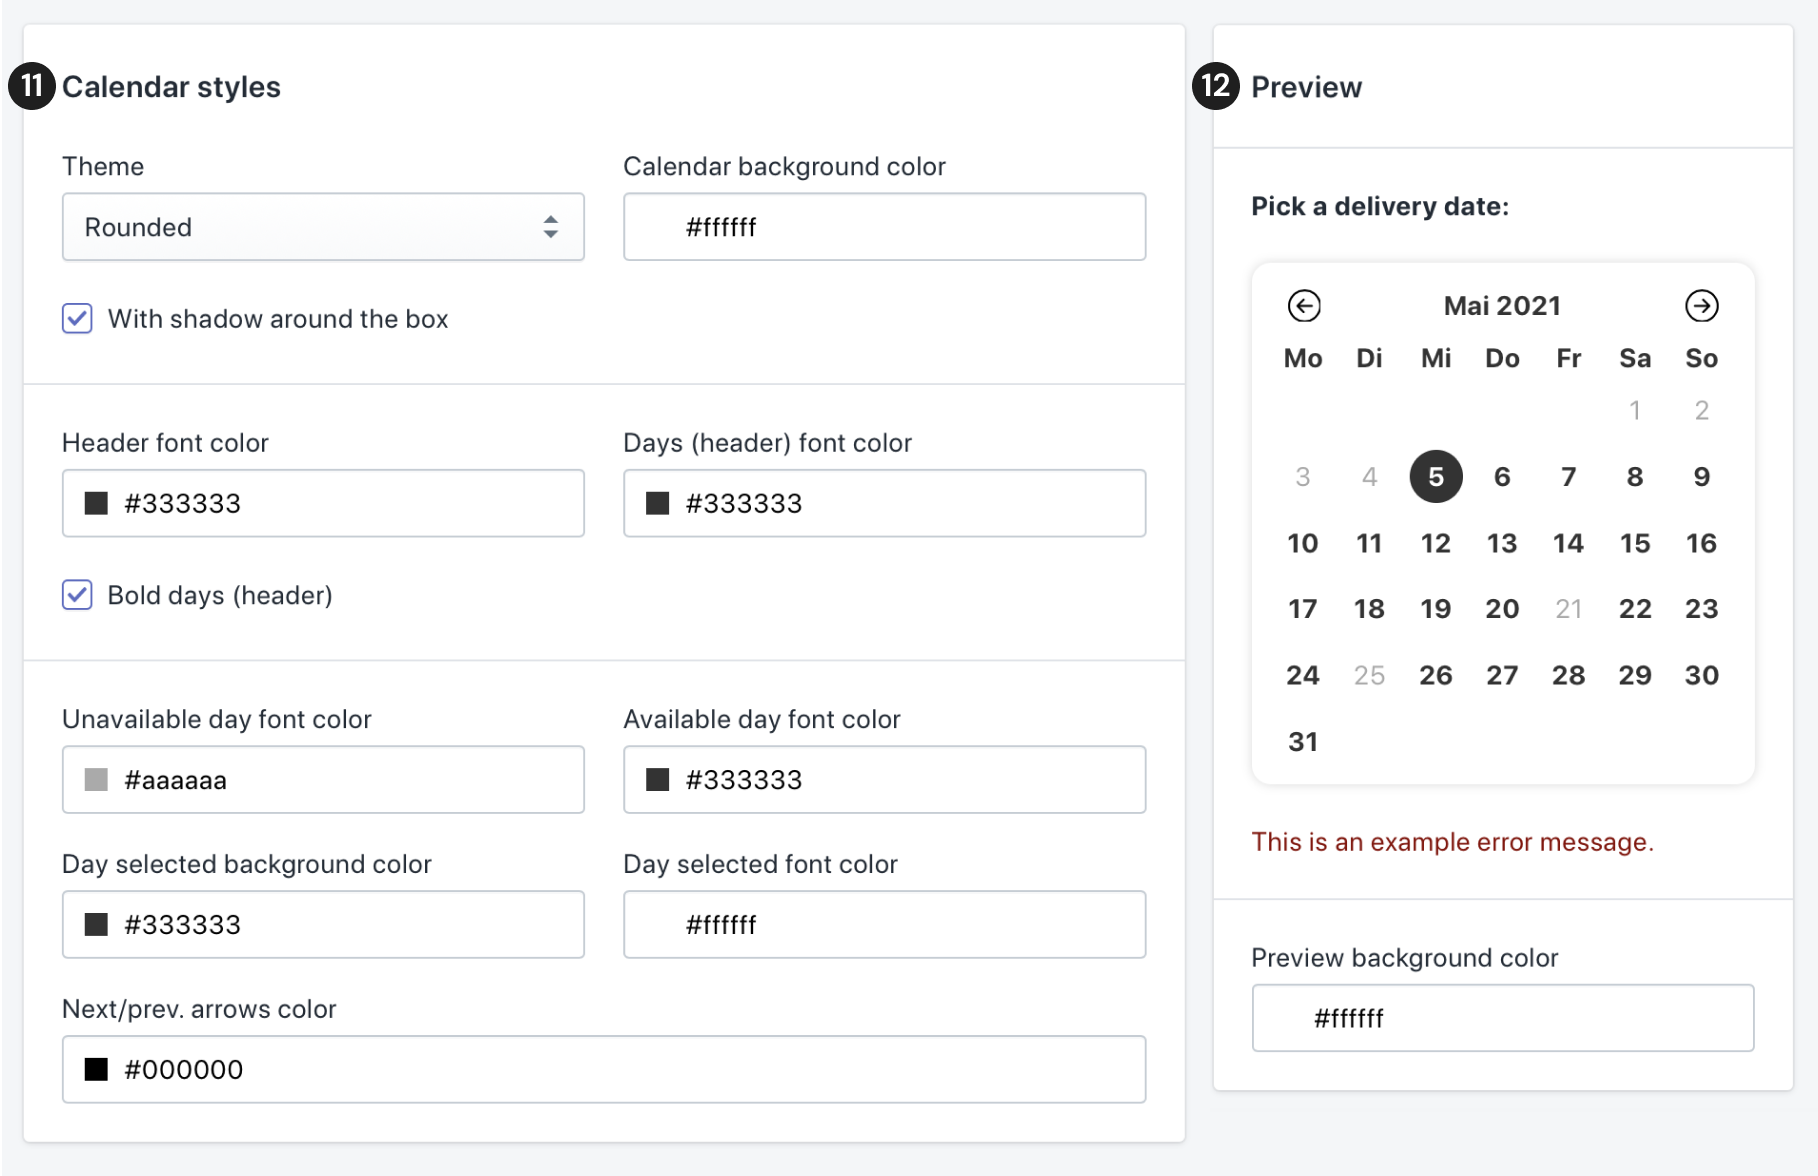 11 Calendar styles
Theme
Calendar background color
Rounded
#ffffff
With shadow around the box
Header font color
Days (header) font color
#333333
#333333
Bold days (header)
Unavailable day font color
Available day font color
#aaaaaa
#333333
Day selected background color
Day selected font color
#333333
#ffffff
Next/prev. arrows color
#000000
12 Preview
Pick a delivery date:
Mai 2021
Mo Di Mi Do Fr Sa So
1 2
3 4 5 6 7 8 9
10 11 12 13 14 15 16
17 18 19 20 21 22 23
24 25 26 27 28 29 30
31
This is an example error message.
Preview background color
#ffffff